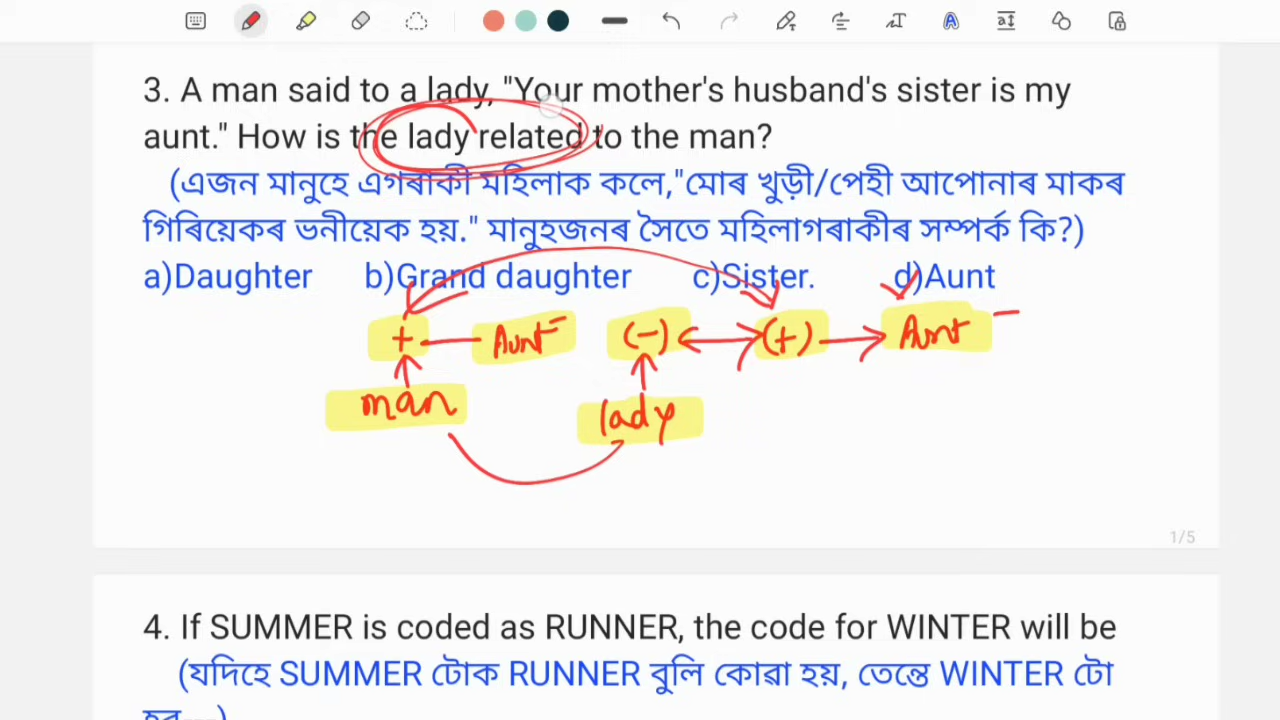 3. A man said to a lady, "Your mother's husband's sister is my
aunt." How is the lady related to the man?
(এজন মানুহে এগৰাকী মহিলাক কলে,"মোৰ খুড়ী/পেহী আপোনাৰ মাকৰ
গিৰিয়েকৰ ভনীয়েক হয়." মানুহজনৰ সৈতে মহিলাগৰাকীৰ সম্পৰ্ক কি?)
a)Daughter b)Grand daughter c)Sister. d)Aunt
+ Aunt - (-) (+) Aunt -
man lady
1/5
4. If SUMMER is coded as RUNNER, the code for WINTER will be
(যদিহে SUMMER টোক RUNNER বুলি কোৱা হয়, তেন্তে WINTER টো